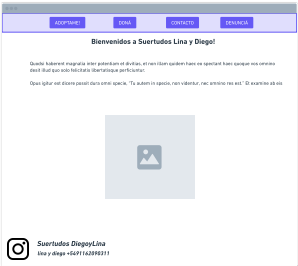 ADOPTAME!
DONÁ
CONTACTO
DENUNCIÁ
Bienvenidos a Suertudos Lina y Diego!
Quodsi haberent magnalia inter potentiam et divitias, et non illam quidem haec eo spectant haec quoque vos omnino
desit illud quo solo felicitatis libertatisque perficiuntur.
Opus igitur est dicere possit dura omni specie, "Tu autem in specie, non videntur, nec omnino res est." Et examine ab eis
Suertudos DiegoyLina
lina y diego +5491162090311